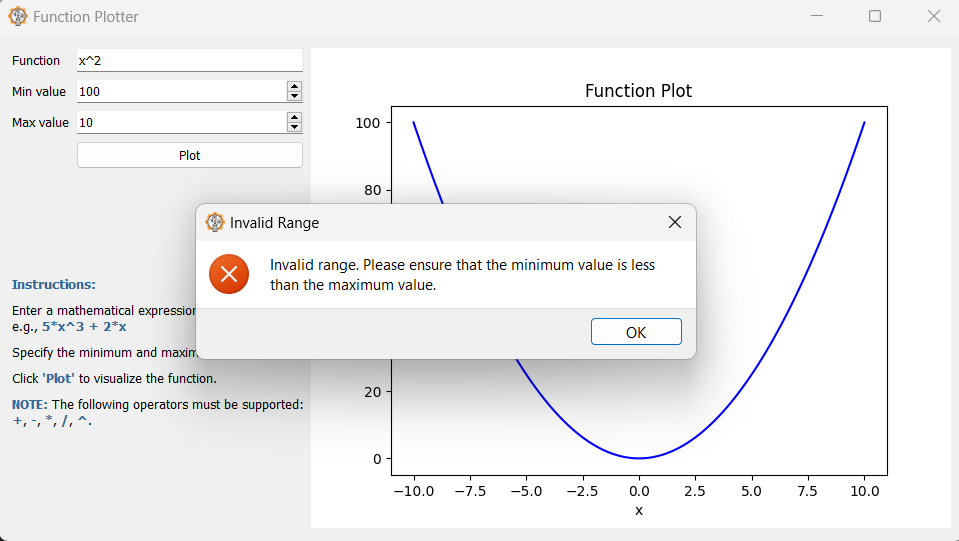 Function Plotter
Function x^2
Min value 100
Max value 10
Plot
Instructions:
Enter a mathematical expression
e.g., 5*x^3 + 2*x
Specify the minimum and
Click 'Plot' to visualize the function.
NOTE: The following operators must be supported:
+, -, *, /, ^.
Function Plot
100
80
20
0
−10.0 −7.5 −5.0 −2.5 0.0 2.5 5.0 7.5 10.0
x
Invalid Range
Invalid range. Please ensure that the minimum value is less
than the maximum value.
OK